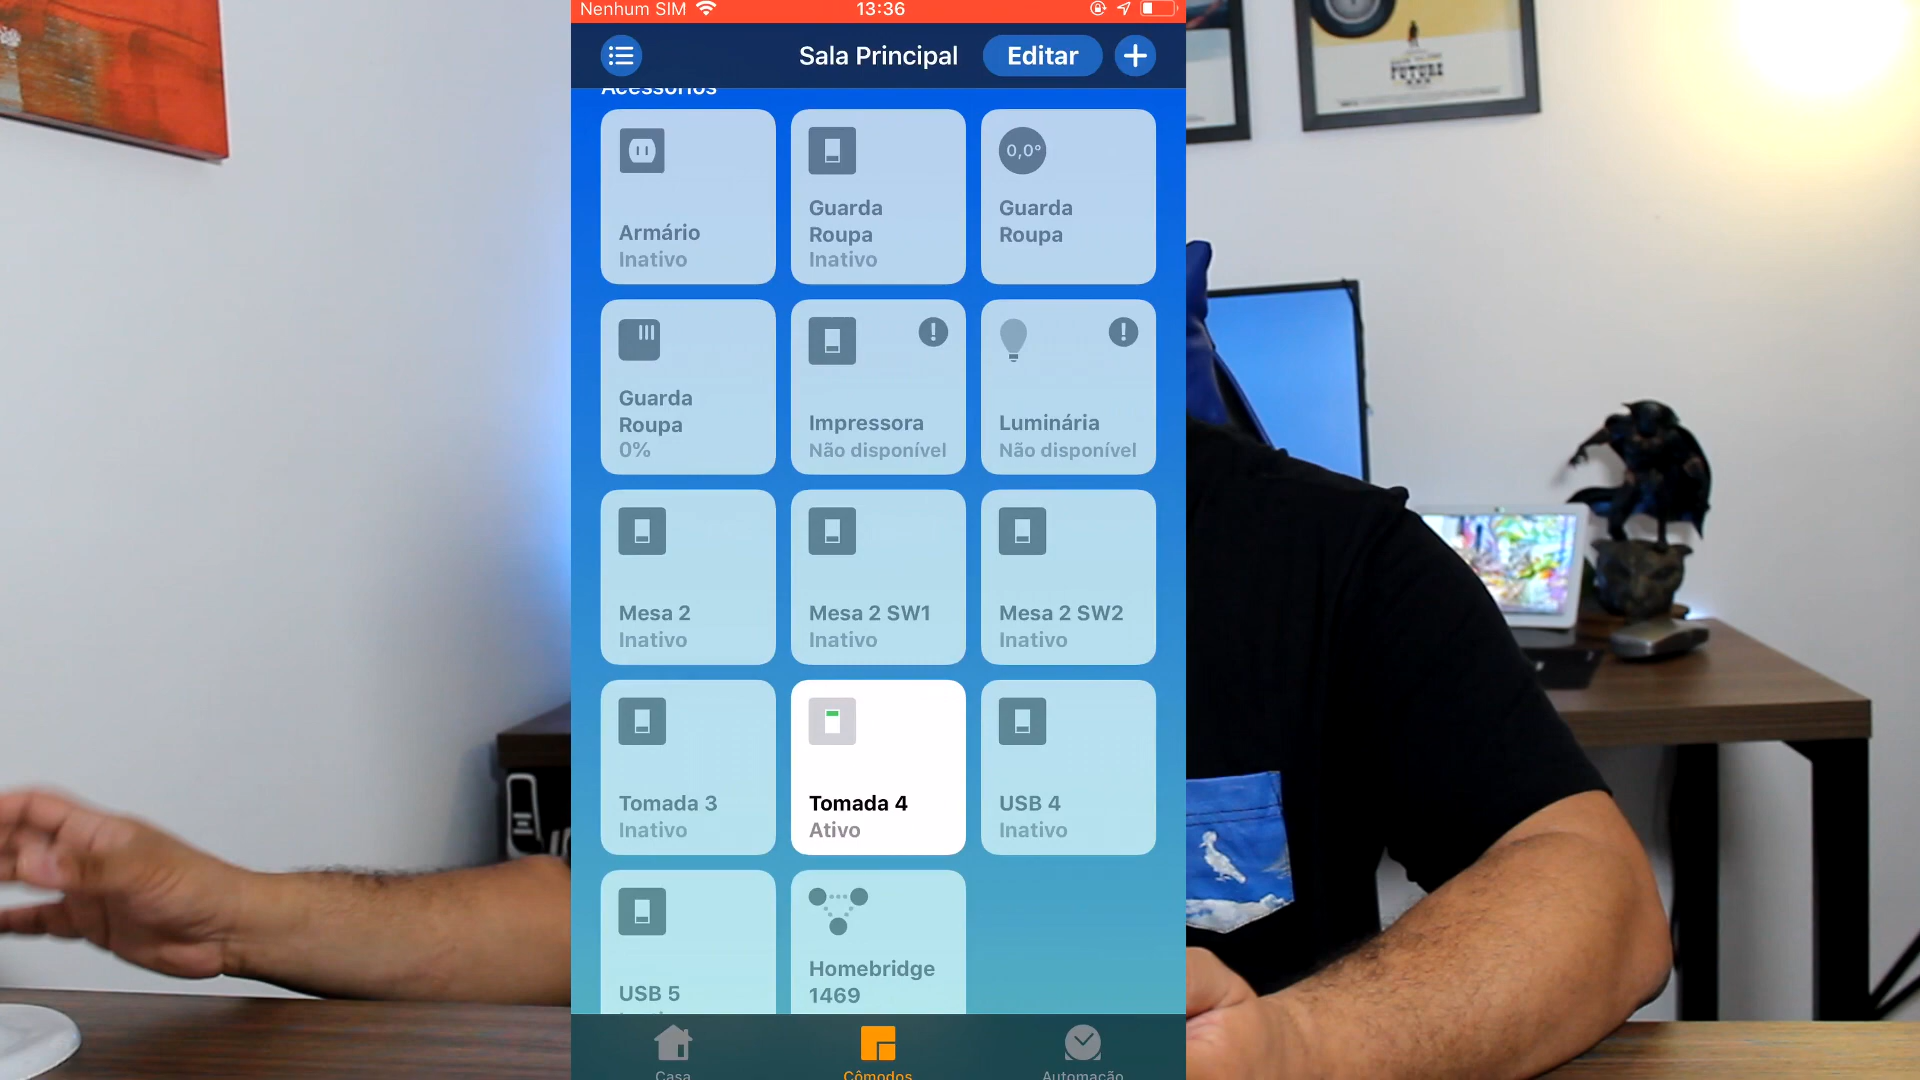 Nenhum SIM
13:36
Sala Principal
Editar
Acessórios
Armário
Inativo
Guarda
Roupa
Inativo
0,0°
Guarda
Roupa
Guarda
Roupa
0%
Impressora
Não disponível
Luminária
Não disponível
Mesa 2
Inativo
Mesa 2 SW1
Inativo
Mesa 2 SW2
Inativo
Tomada 3
Inativo
Tomada 4
Ativo
USB 4
Inativo
USB 5
Homebridge
1469
Casa
Cômodos
Automação
FUTURE